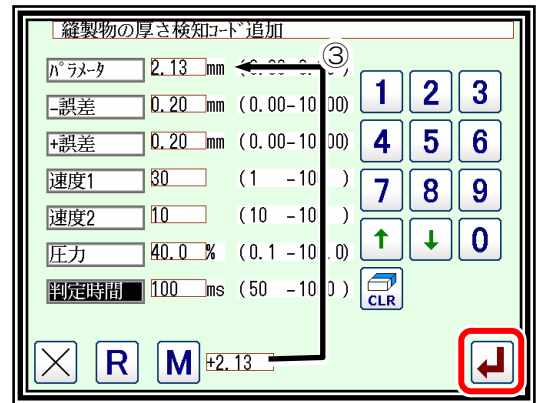 縫製物の厚さ検知コード追加
パラメータ 2.13 mm
③
-誤差 0.20 mm (0.00-10.00)
+誤差 0.20 mm (0.00-10.00)
速度1 30 (1 -10 )
速度2 10 (10 -10 )
圧力 40.0 % (0.1 -10 .0)
判定時間 100 ms (50 -10 0 )
1 2 3
4 5 6
7 8 9
↑ ↓ 0
CLR
R M +2.13